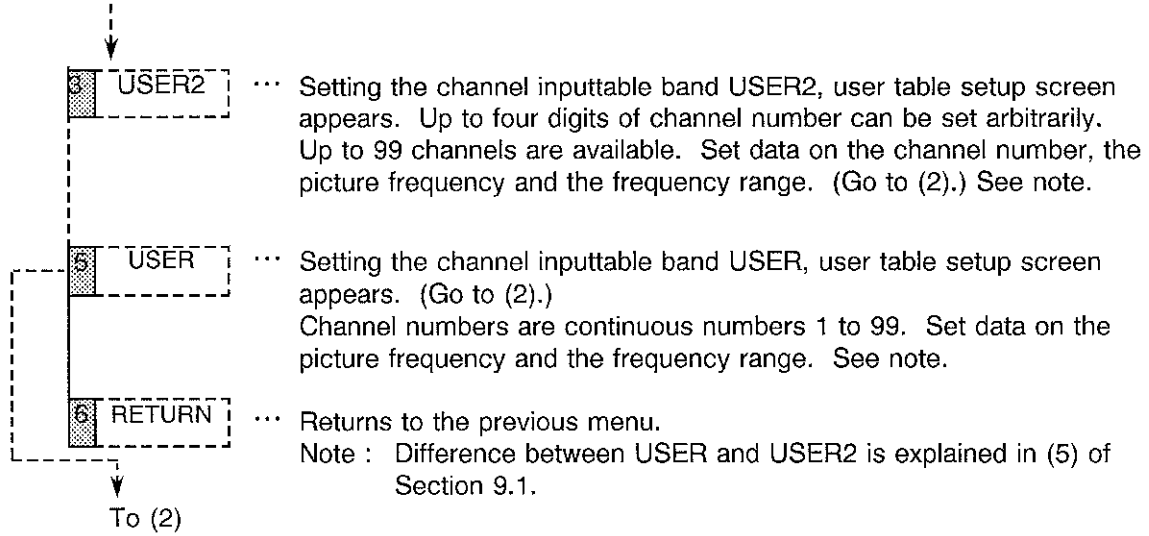 3 USER2 ··· Setting the channel inputtable band USER2, user table setup screen
appears. Up to four digits of channel number can be set arbitrarily.
Up to 99 channels are available. Set data on the channel number, the
picture frequency and the frequency range. (Go to (2).) See note.
5 USER ··· Setting the channel inputtable band USER, user table setup screen
appears. (Go to (2).)
Channel numbers are continuous numbers 1 to 99. Set data on the
picture frequency and the frequency range. See note.
6 RETURN ··· Returns to the previous menu.
Note : Difference between USER and USER2 is explained in (5) of
Section 9.1.
To (2)